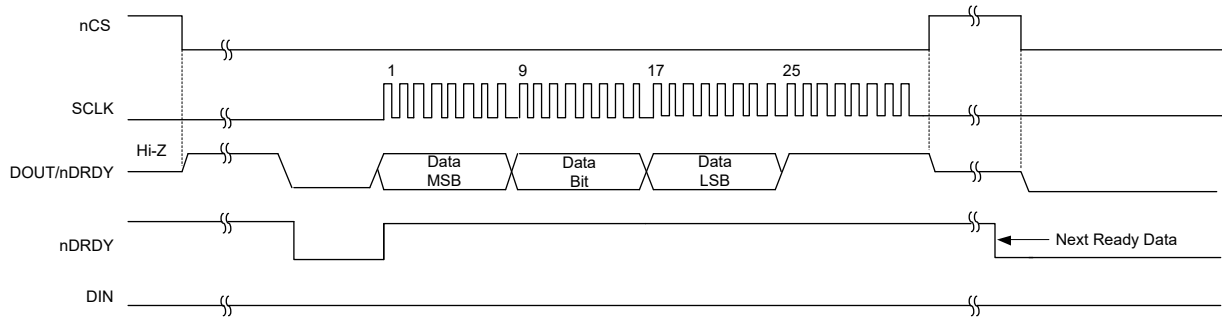 nCS
1 9 17 25
SCLK
Hi-Z
DOUT/nDRDY
Data
MSB
Data
Bit
Data
LSB
nDRDY
Next Ready Data
DIN